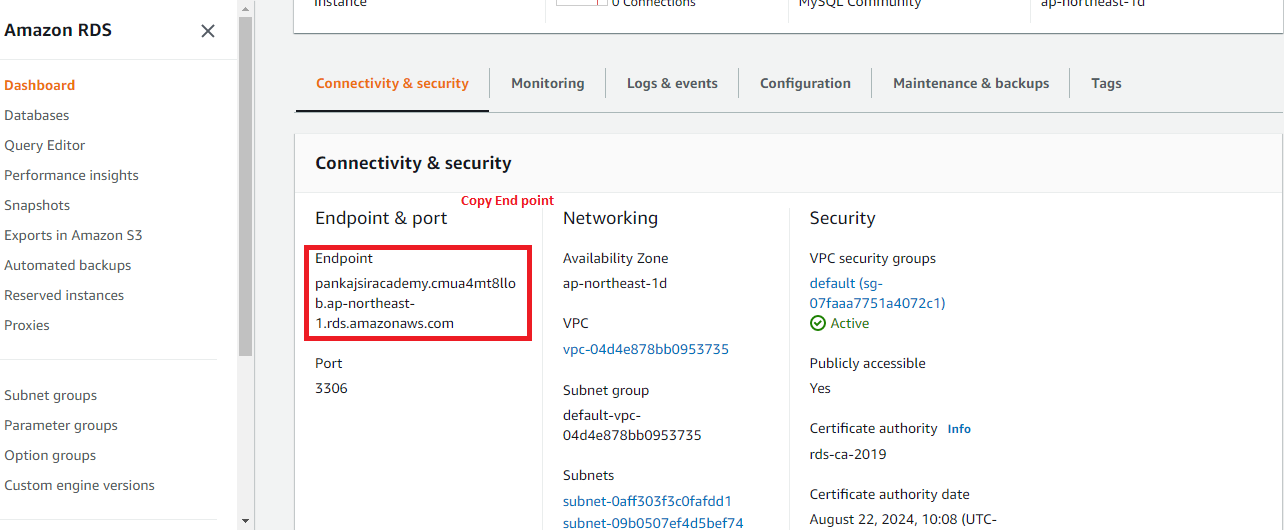 Instance
0 Connections
MySQL Community
ap-northeast-1d
Amazon RDS
Dashboard
Databases
Query Editor
Performance insights
Snapshots
Exports in Amazon S3
Automated backups
Reserved instances
Proxies
Subnet groups
Parameter groups
Option groups
Custom engine versions
Connectivity & security
Monitoring
Logs & events
Configuration
Maintenance & backups
Tags
Connectivity & security
Copy End point
Endpoint & port
Endpoint
pankajsiracademy.cmua4mt8llo
b.ap-northeast-
1.rds.amazonaws.com
Port
3306
Networking
Availability Zone
ap-northeast-1d
VPC
vpc-04d4e878bb0953735
Subnet group
default-vpc-
04d4e878bb0953735
Subnets
subnet-0aff303f3c0fafdd1
subnet-09b0507ef4d5bef74
Security
VPC security groups
default (sg-
07faaa7751a4072c1)
Active
Publicly accessible
Yes
Certificate authority Info
rds-ca-2019
Certificate authority date
August 22, 2024, 10:08 (UTC-